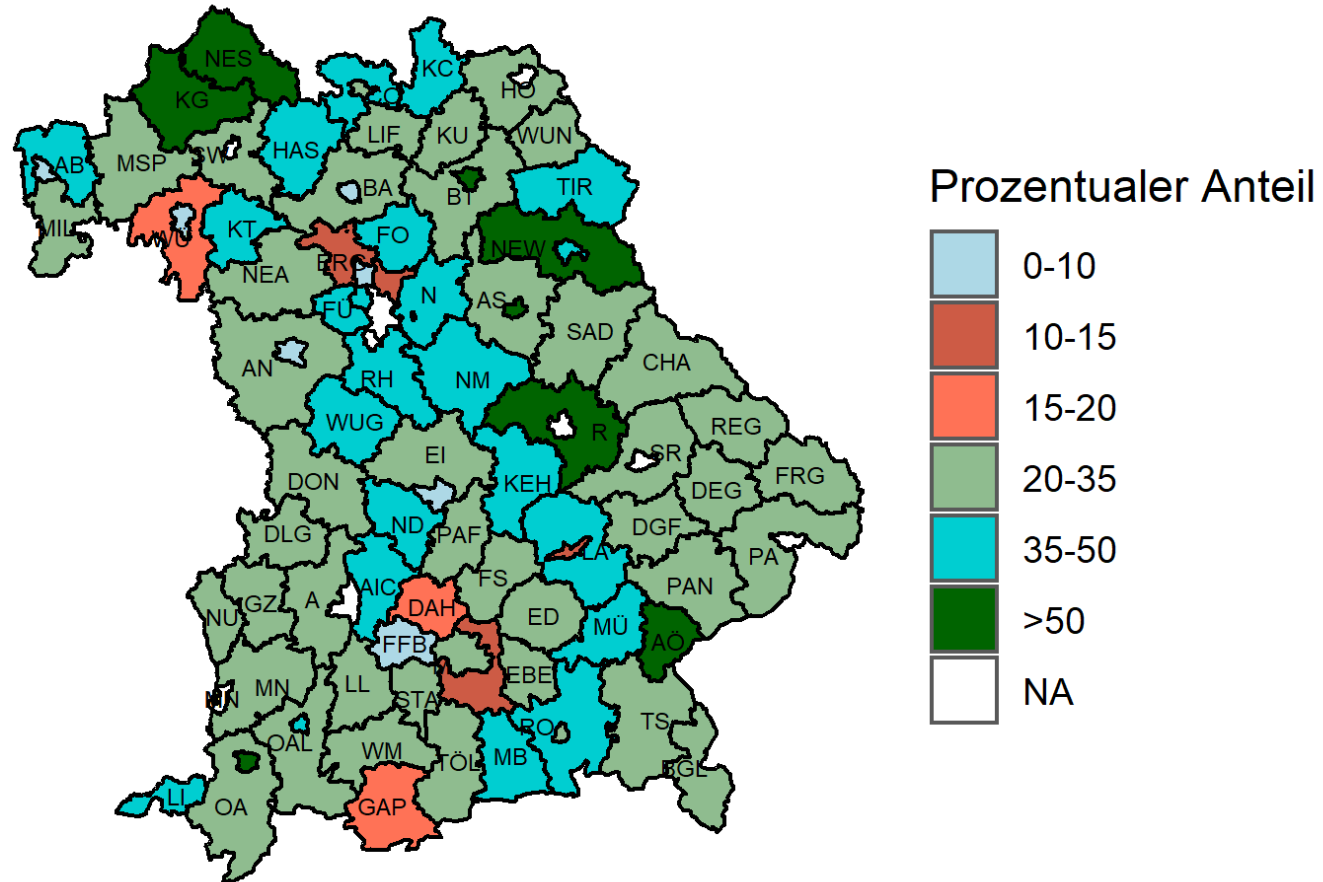 NES
KC
KG
HO
CO
LIF
KU
WUN
SW
HAS
MSP
AB
BA
BT
TIR
MIL
WÜ
KT
FO
NEW
NEA
ERC
FÜ
N
AS
SAD
AN
RH
NM
CHA
WUG
R
REG
EI
SR
DON
KEH
DEG
FRG
ND
DLG
PAF
DGF
LA
PA
FS
PAN
AIC
A
GZ
NU
DAH
ED
MÜ
AÖ
FFB
MN
LL
EBE
STA
TS
RO
OAL
WM
TÖL
MB
BGL
LI
OA
GAP
Prozentualer Anteil
0-10
10-15
15-20
20-35
35-50
>50
NA